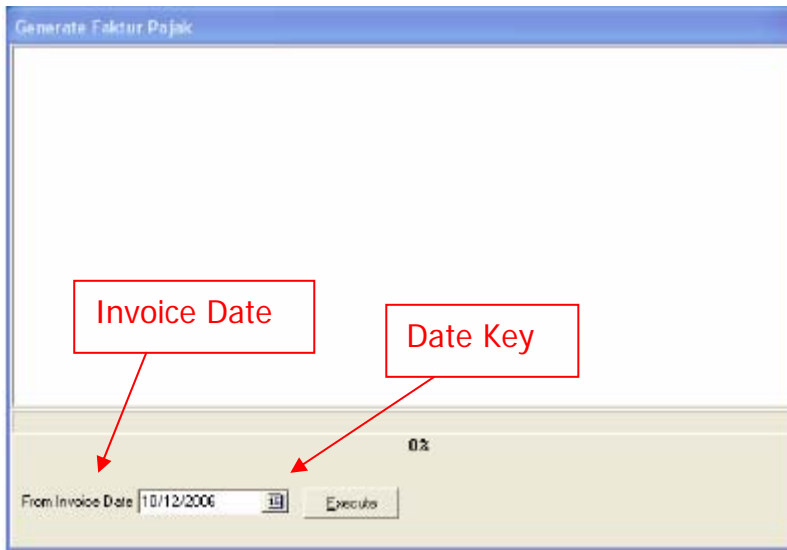 Generate Faktur Pajak
Invoice Date
Date Key
0%
From Invoice Date 10/12/2006
Execute